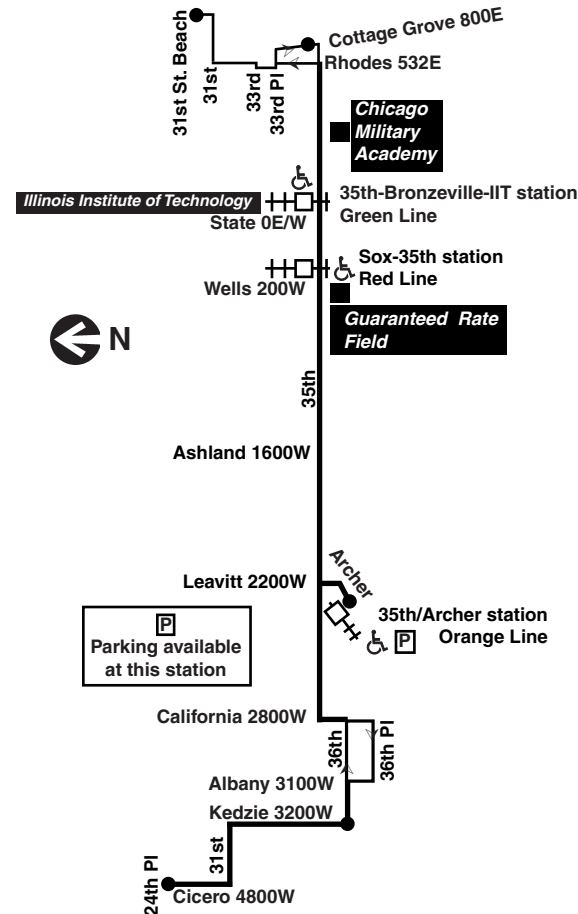 Cottage Grove 800E
31st St. Beach
31st
33rd
33rd Pl
Rhodes 532E
Chicago
Military
Academy
Illinois Institute of Technology
35th-Bronzeville-IIT station
Green Line
State 0E/W
Sox-35th station
Red Line
Wells 200W
Guaranteed Rate
Field
N
35th
Ashland 1600W
Leavitt 2200W
Archer
35th/Archer station
Orange Line
P
P
Parking available
at this station
California 2800W
36th
36th Pl
Albany 3100W
Kedzie 3200W
31st
24th Pl
Cicero 4800W